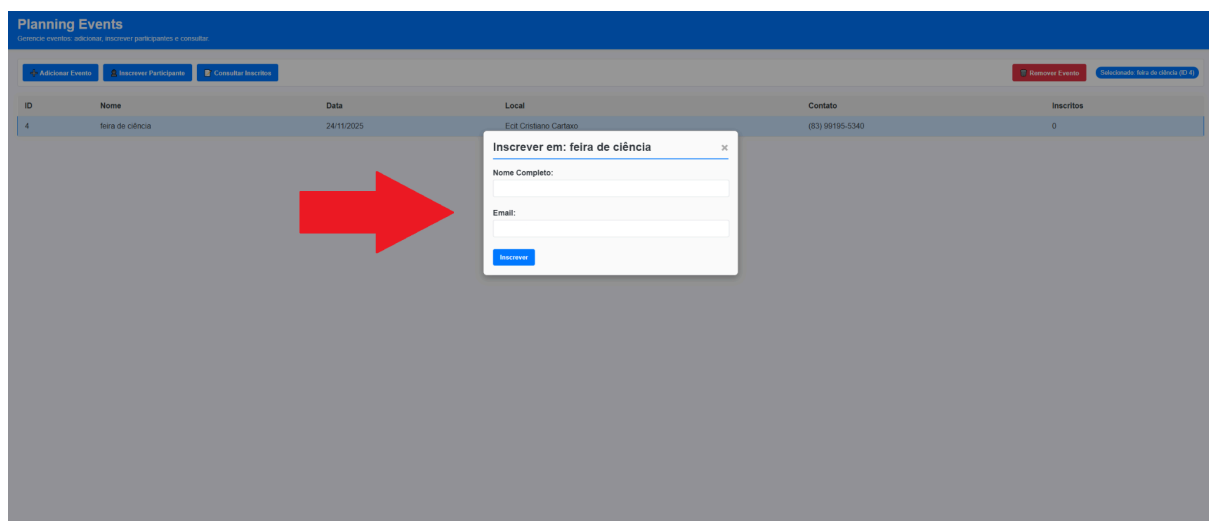 Planning Events
Gerencie eventos: adicionar, inscrever participantes e consultar.
Adicionar Evento Inscrever Participante Consultar Inscritos Remover Evento Selecionado: feira de ciência (ID 4)
ID Nome Data Local Contato Inscritos
4 feira de ciência 24/11/2025 Ecit Cristiano Cartaxo (83) 99195-5340 0
Inscrever em: feira de ciência ×
Nome Completo:
Email:
Inscrever